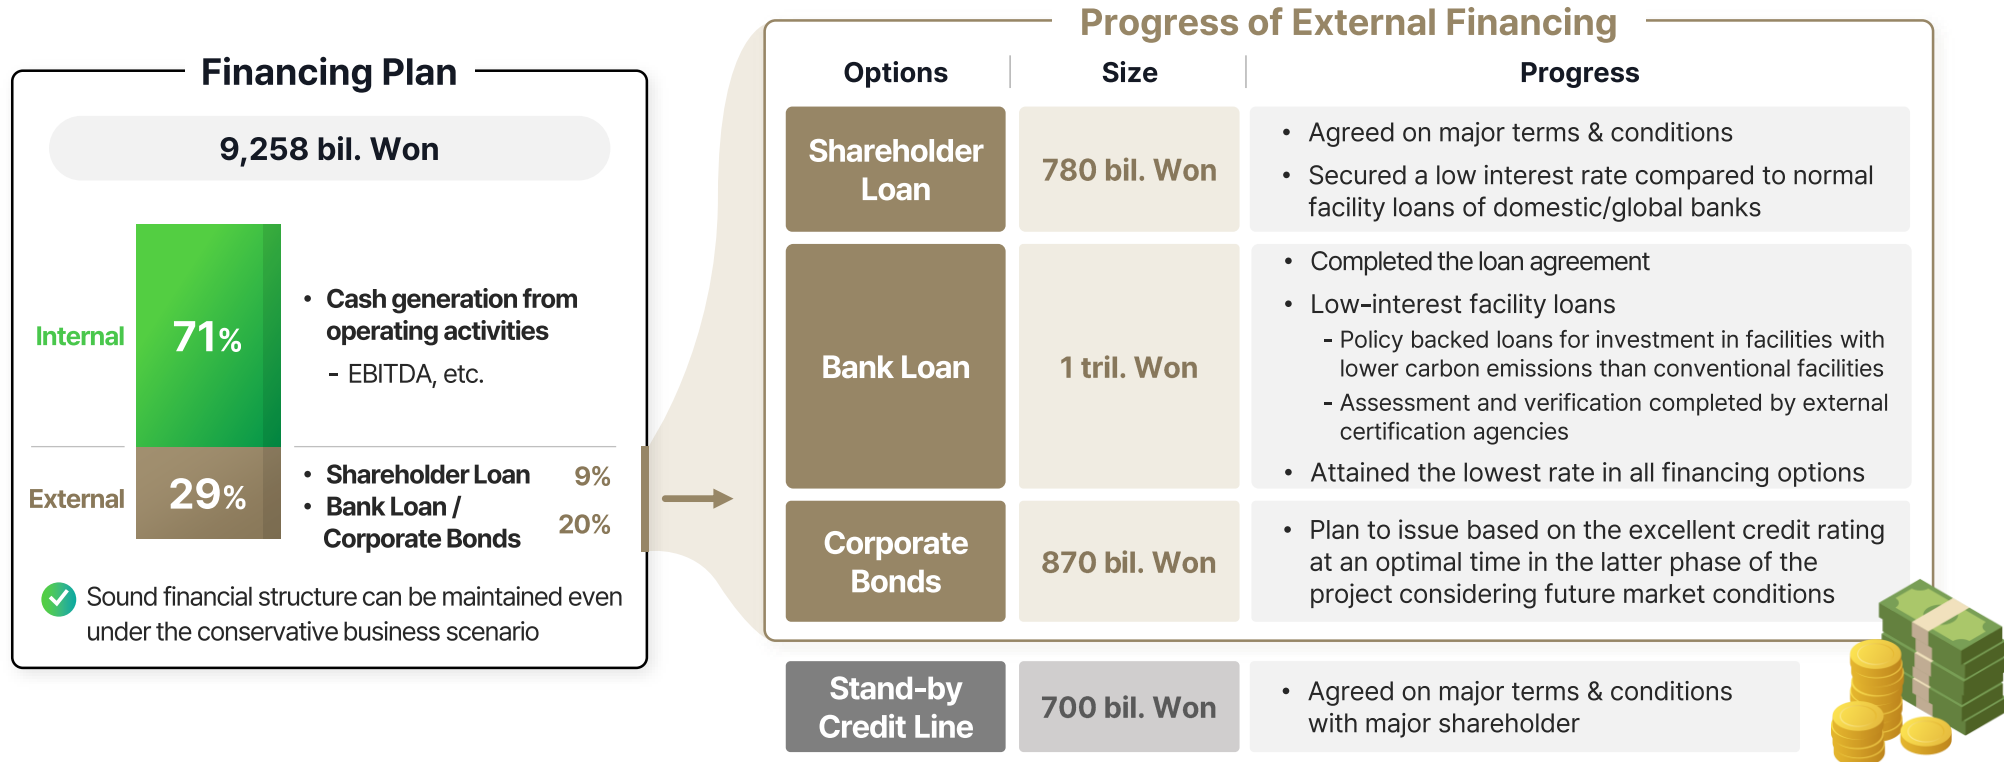 Financing Plan
9,258 bil. Won
Internal
71%
• Cash generation from
operating activities
- EBITDA, etc.
External
29%
• Shareholder Loan 9%
• Bank Loan /
Corporate Bonds 20%
Sound financial structure can be maintained even
under the conservative business scenario
Progress of External Financing
Options Size Progress
Shareholder
Loan
780 bil. Won
• Agreed on major terms & conditions
• Secured a low interest rate compared to normal
facility loans of domestic/global banks
Bank Loan
1 tril. Won
• Completed the loan agreement
• Low-interest facility loans
- Policy backed loans for investment in facilities with
lower carbon emissions than conventional facilities
- Assessment and verification completed by external
certification agencies
• Attained the lowest rate in all financing options
Corporate
Bonds
870 bil. Won
• Plan to issue based on the excellent credit rating
at an optimal time in the latter phase of the
project considering future market conditions
Stand-by
Credit Line
700 bil. Won
• Agreed on major terms & conditions
with major shareholder